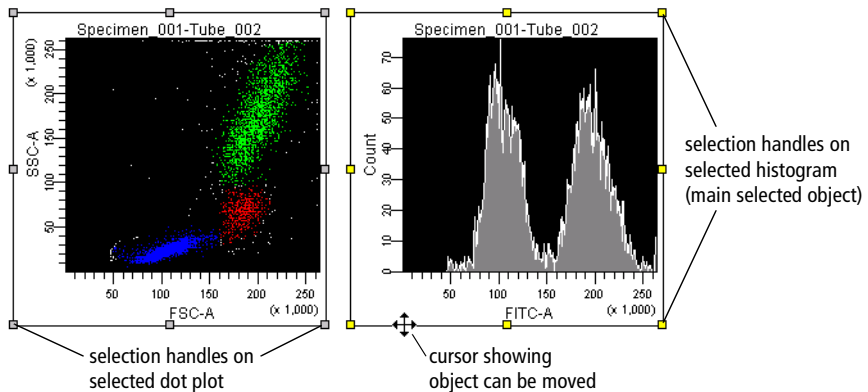 Specimen_001-Tube_002
250
200
150
100
50
(x 1,000)
SSC-A
50
100
150
200
250
FSC-A
(x 1,000)
Specimen_001-Tube_002
70
60
50
40
30
20
10
0
Count
50
100
150
200
250
FITC-A
(x 1,000)
selection handles on
selected histogram
(main selected object)
selection handles on
selected dot plot
cursor showing
object can be moved